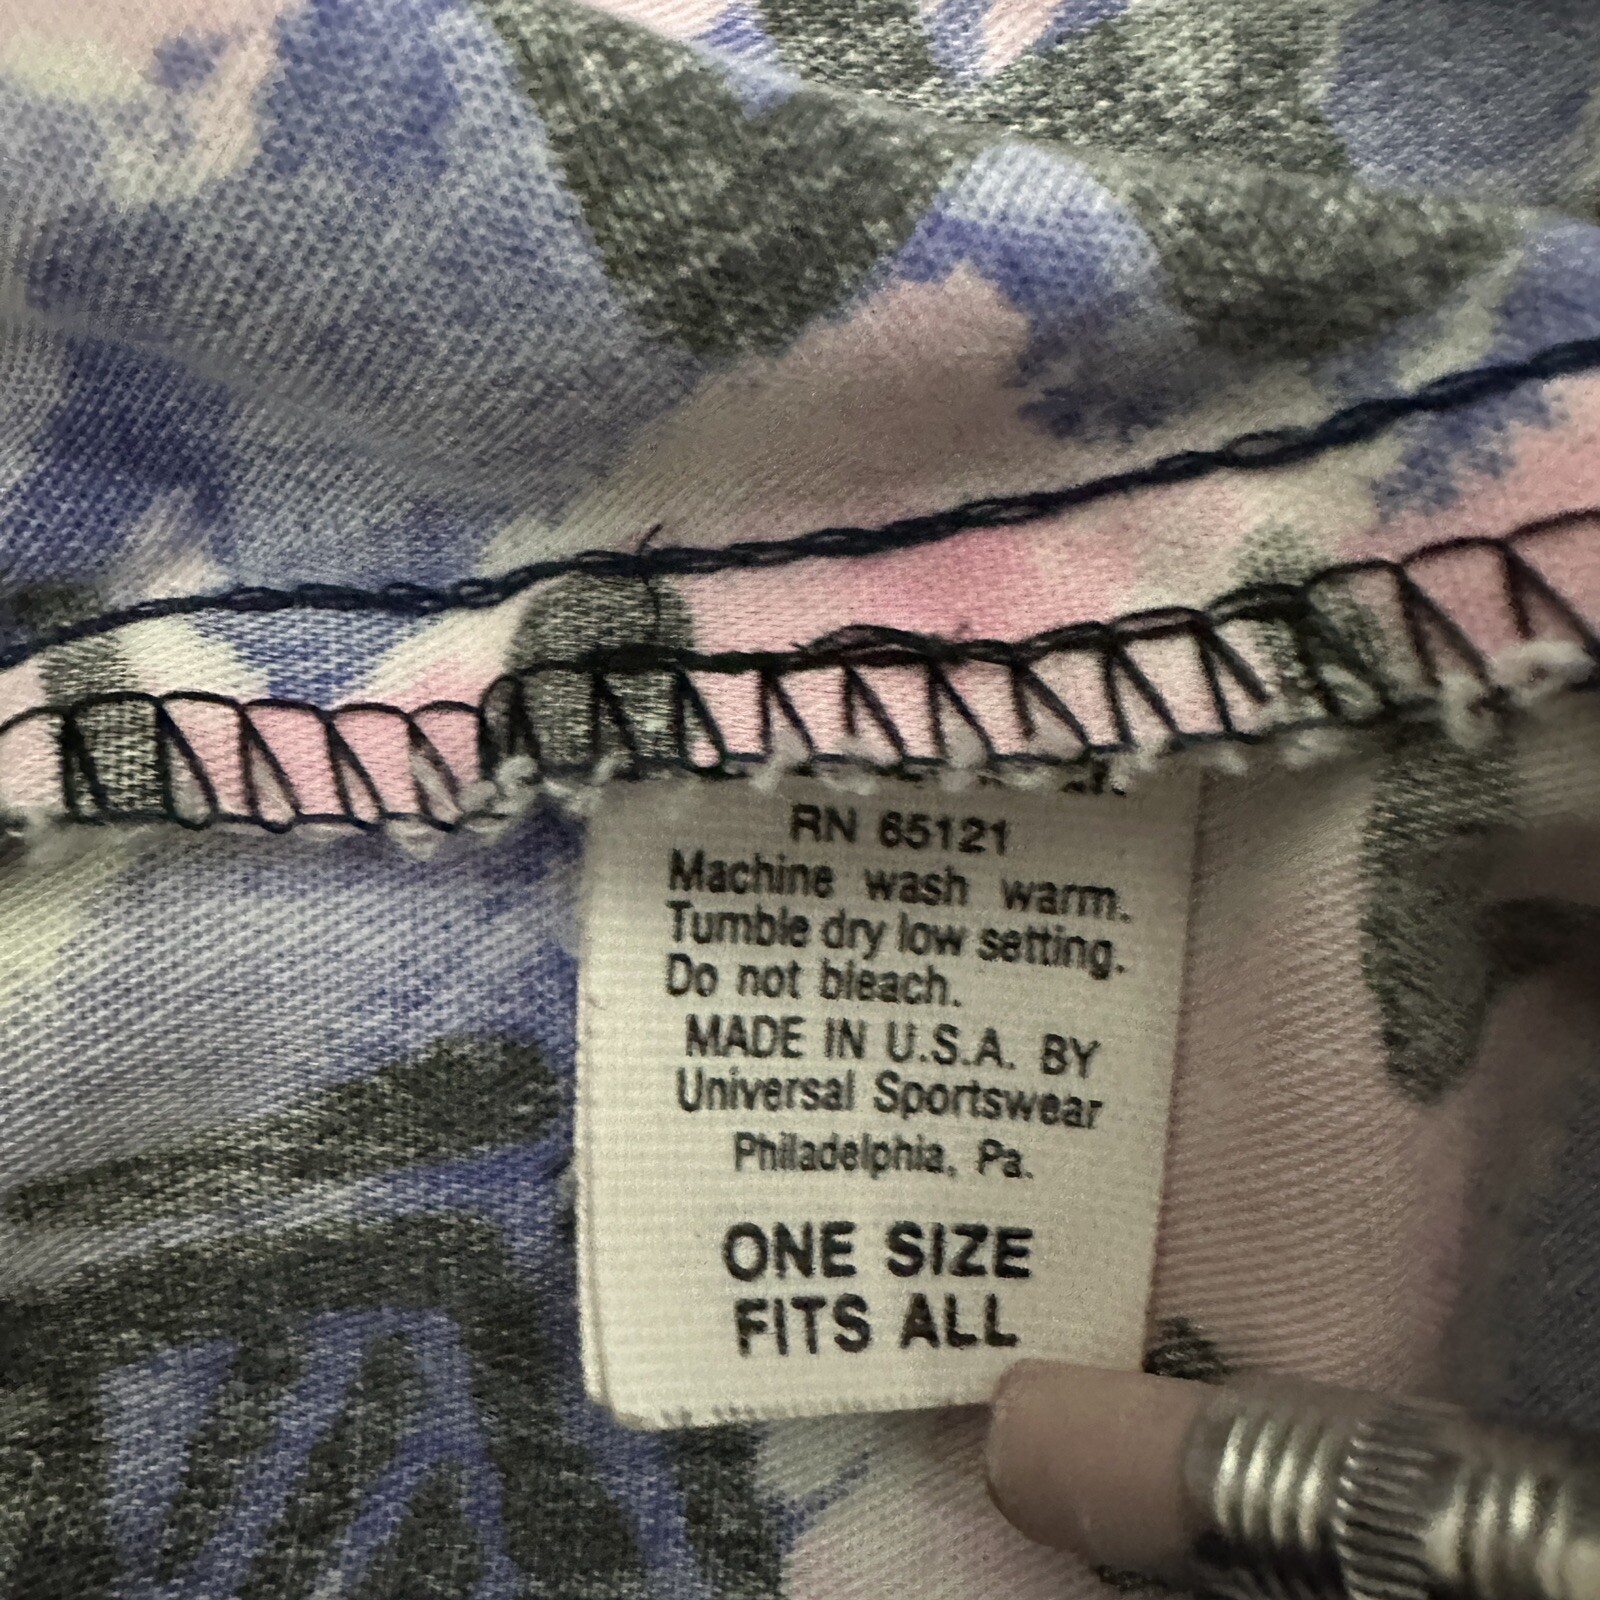 RN 65121
Machine wash warm.
Tumble dry low setting.
Do not bleach.
MADE IN U.S.A. BY
Universal Sportswear
Philadelphia, Pa.
ONE SIZE
FITS ALL